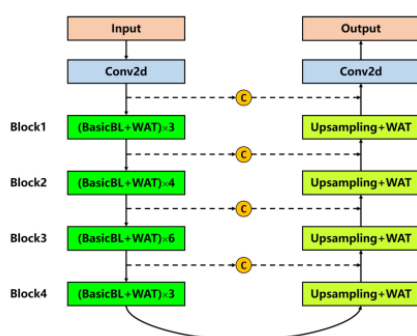 Input
Output
Conv2d
Conv2d
C
Block1
(BasicBL+WAT)×3
Upsampling+WAT
C
Block2
(BasicBL+WAT)×4
Upsampling+WAT
C
Block3
(BasicBL+WAT)×6
Upsampling+WAT
C
Block4
(BasicBL+WAT)×3
Upsampling+WAT